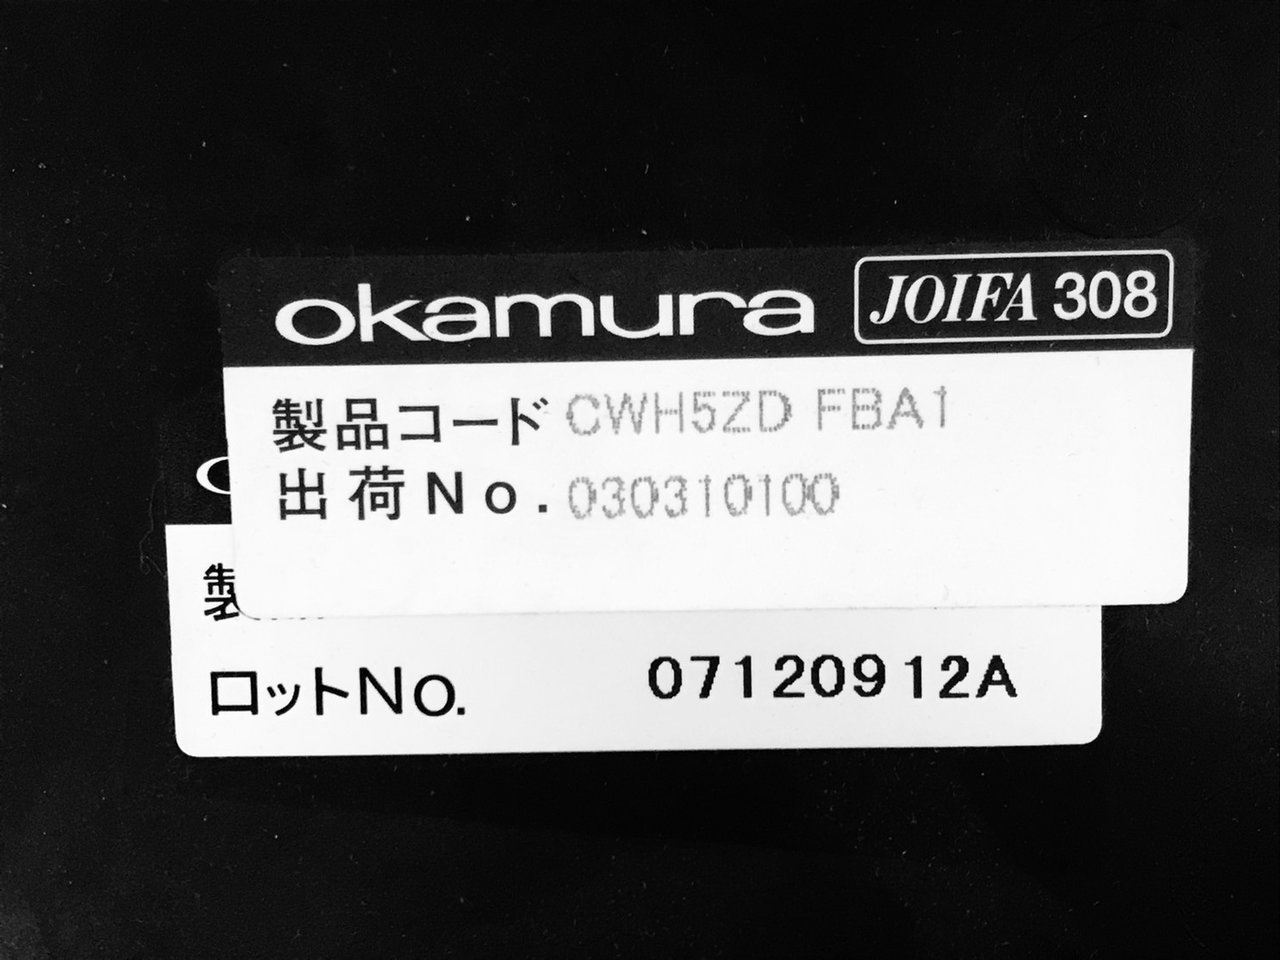 okamura JOIFA 308
製品コード CWH5ZD FBA1
出荷No. 030310100
ロットNo. 07120912A